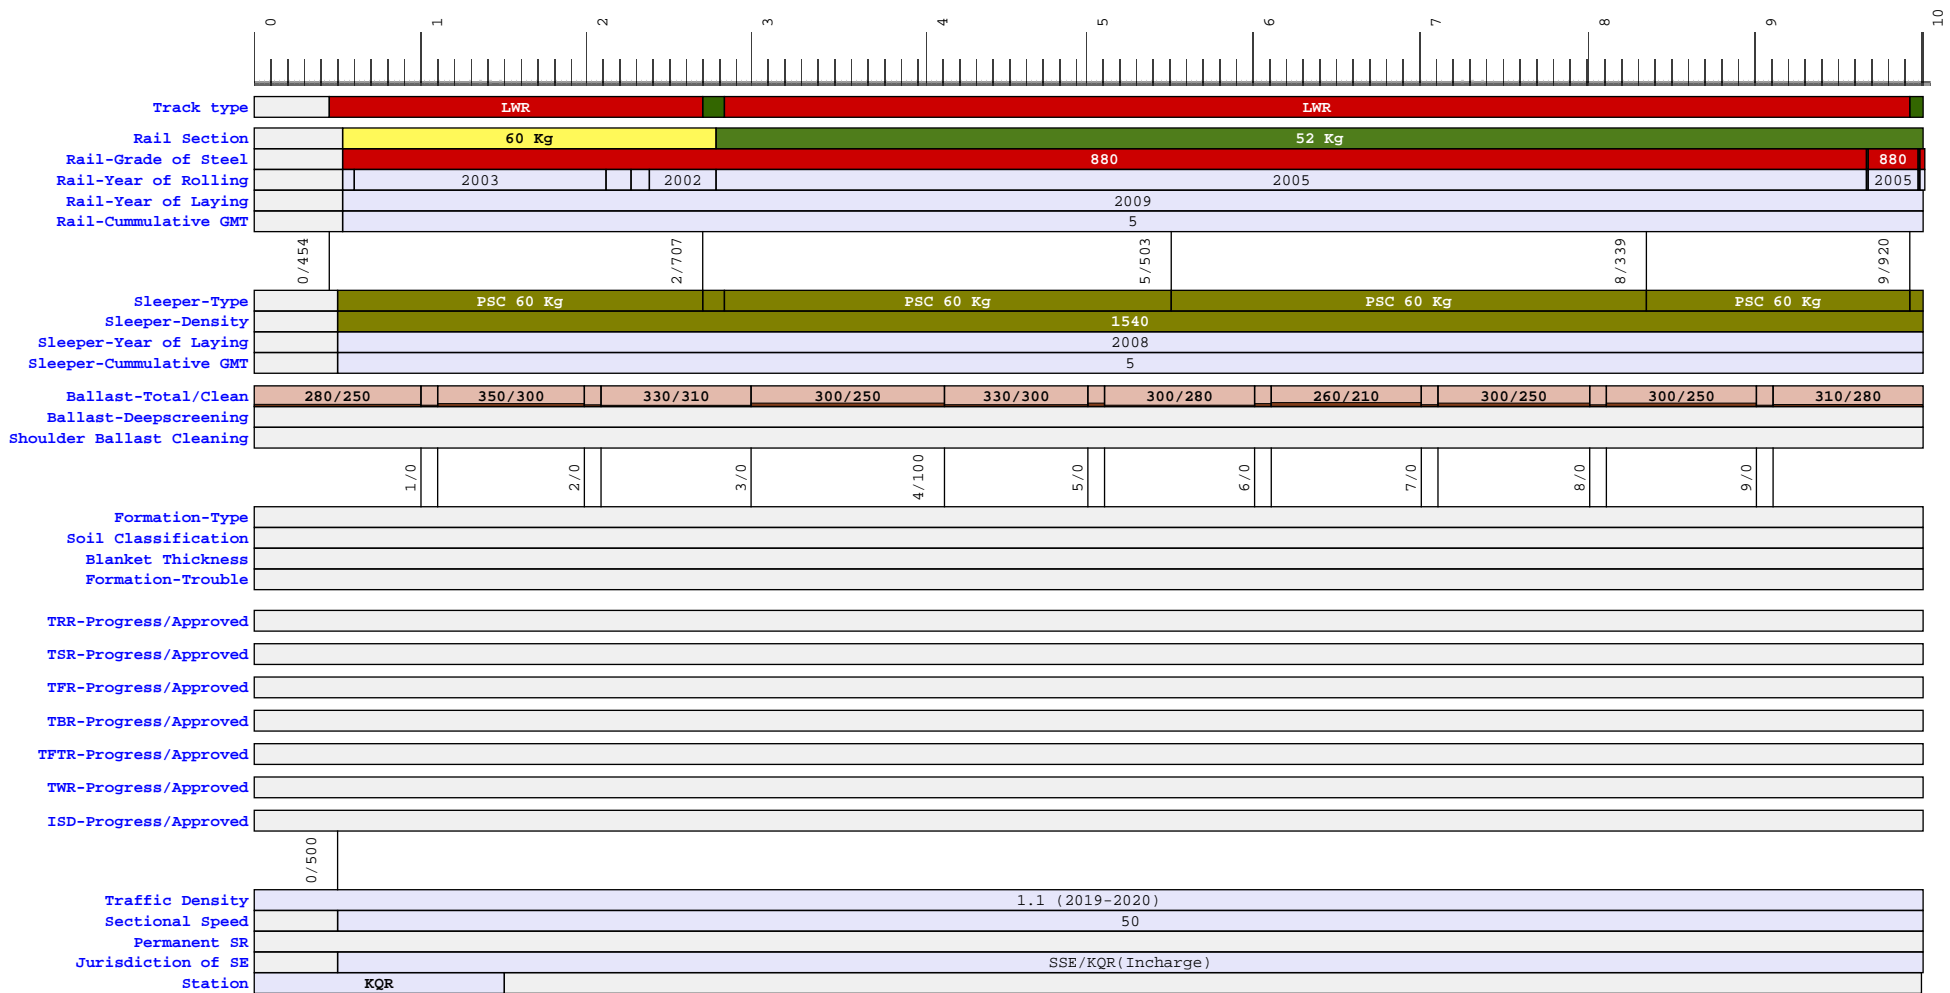 0 1 2 3 4 5 6 7 8 9 10
Track type LWR LWR
Rail Section 60 Kg 52 Kg
Rail-Grade of Steel 880 880
Rail-Year of Rolling 2003 2002 2005 2005
Rail-Year of Laying 2009
Rail-Cummulative GMT 5
0/454 2/707 5/503 8/339 9/920
Sleeper-Type PSC 60 Kg PSC 60 Kg PSC 60 Kg PSC 60 Kg
Sleeper-Density 1540
Sleeper-Year of Laying 2008
Sleeper-Cummulative GMT 5
Ballast-Total/Clean 280/250 350/300 330/310 300/250 330/300 300/280 260/210 300/250 300/250 310/280
Ballast-Deepscreening
Shoulder Ballast Cleaning
1/0 2/0 3/0 4/100 5/0 6/0 7/0 8/0 9/0
Formation-Type
Soil Classification
Blanket Thickness
Formation-Trouble
TRR-Progress/Approved
TSR-Progress/Approved
TFR-Progress/Approved
TBR-Progress/Approved
TFTR-Progress/Approved
TWR-Progress/Approved
ISD-Progress/Approved
0/500
Traffic Density 1.1 (2019-2020)
Sectional Speed 50
Permanent SR
Jurisdiction of SE SSE/KQR(Incharge)
Station KQR